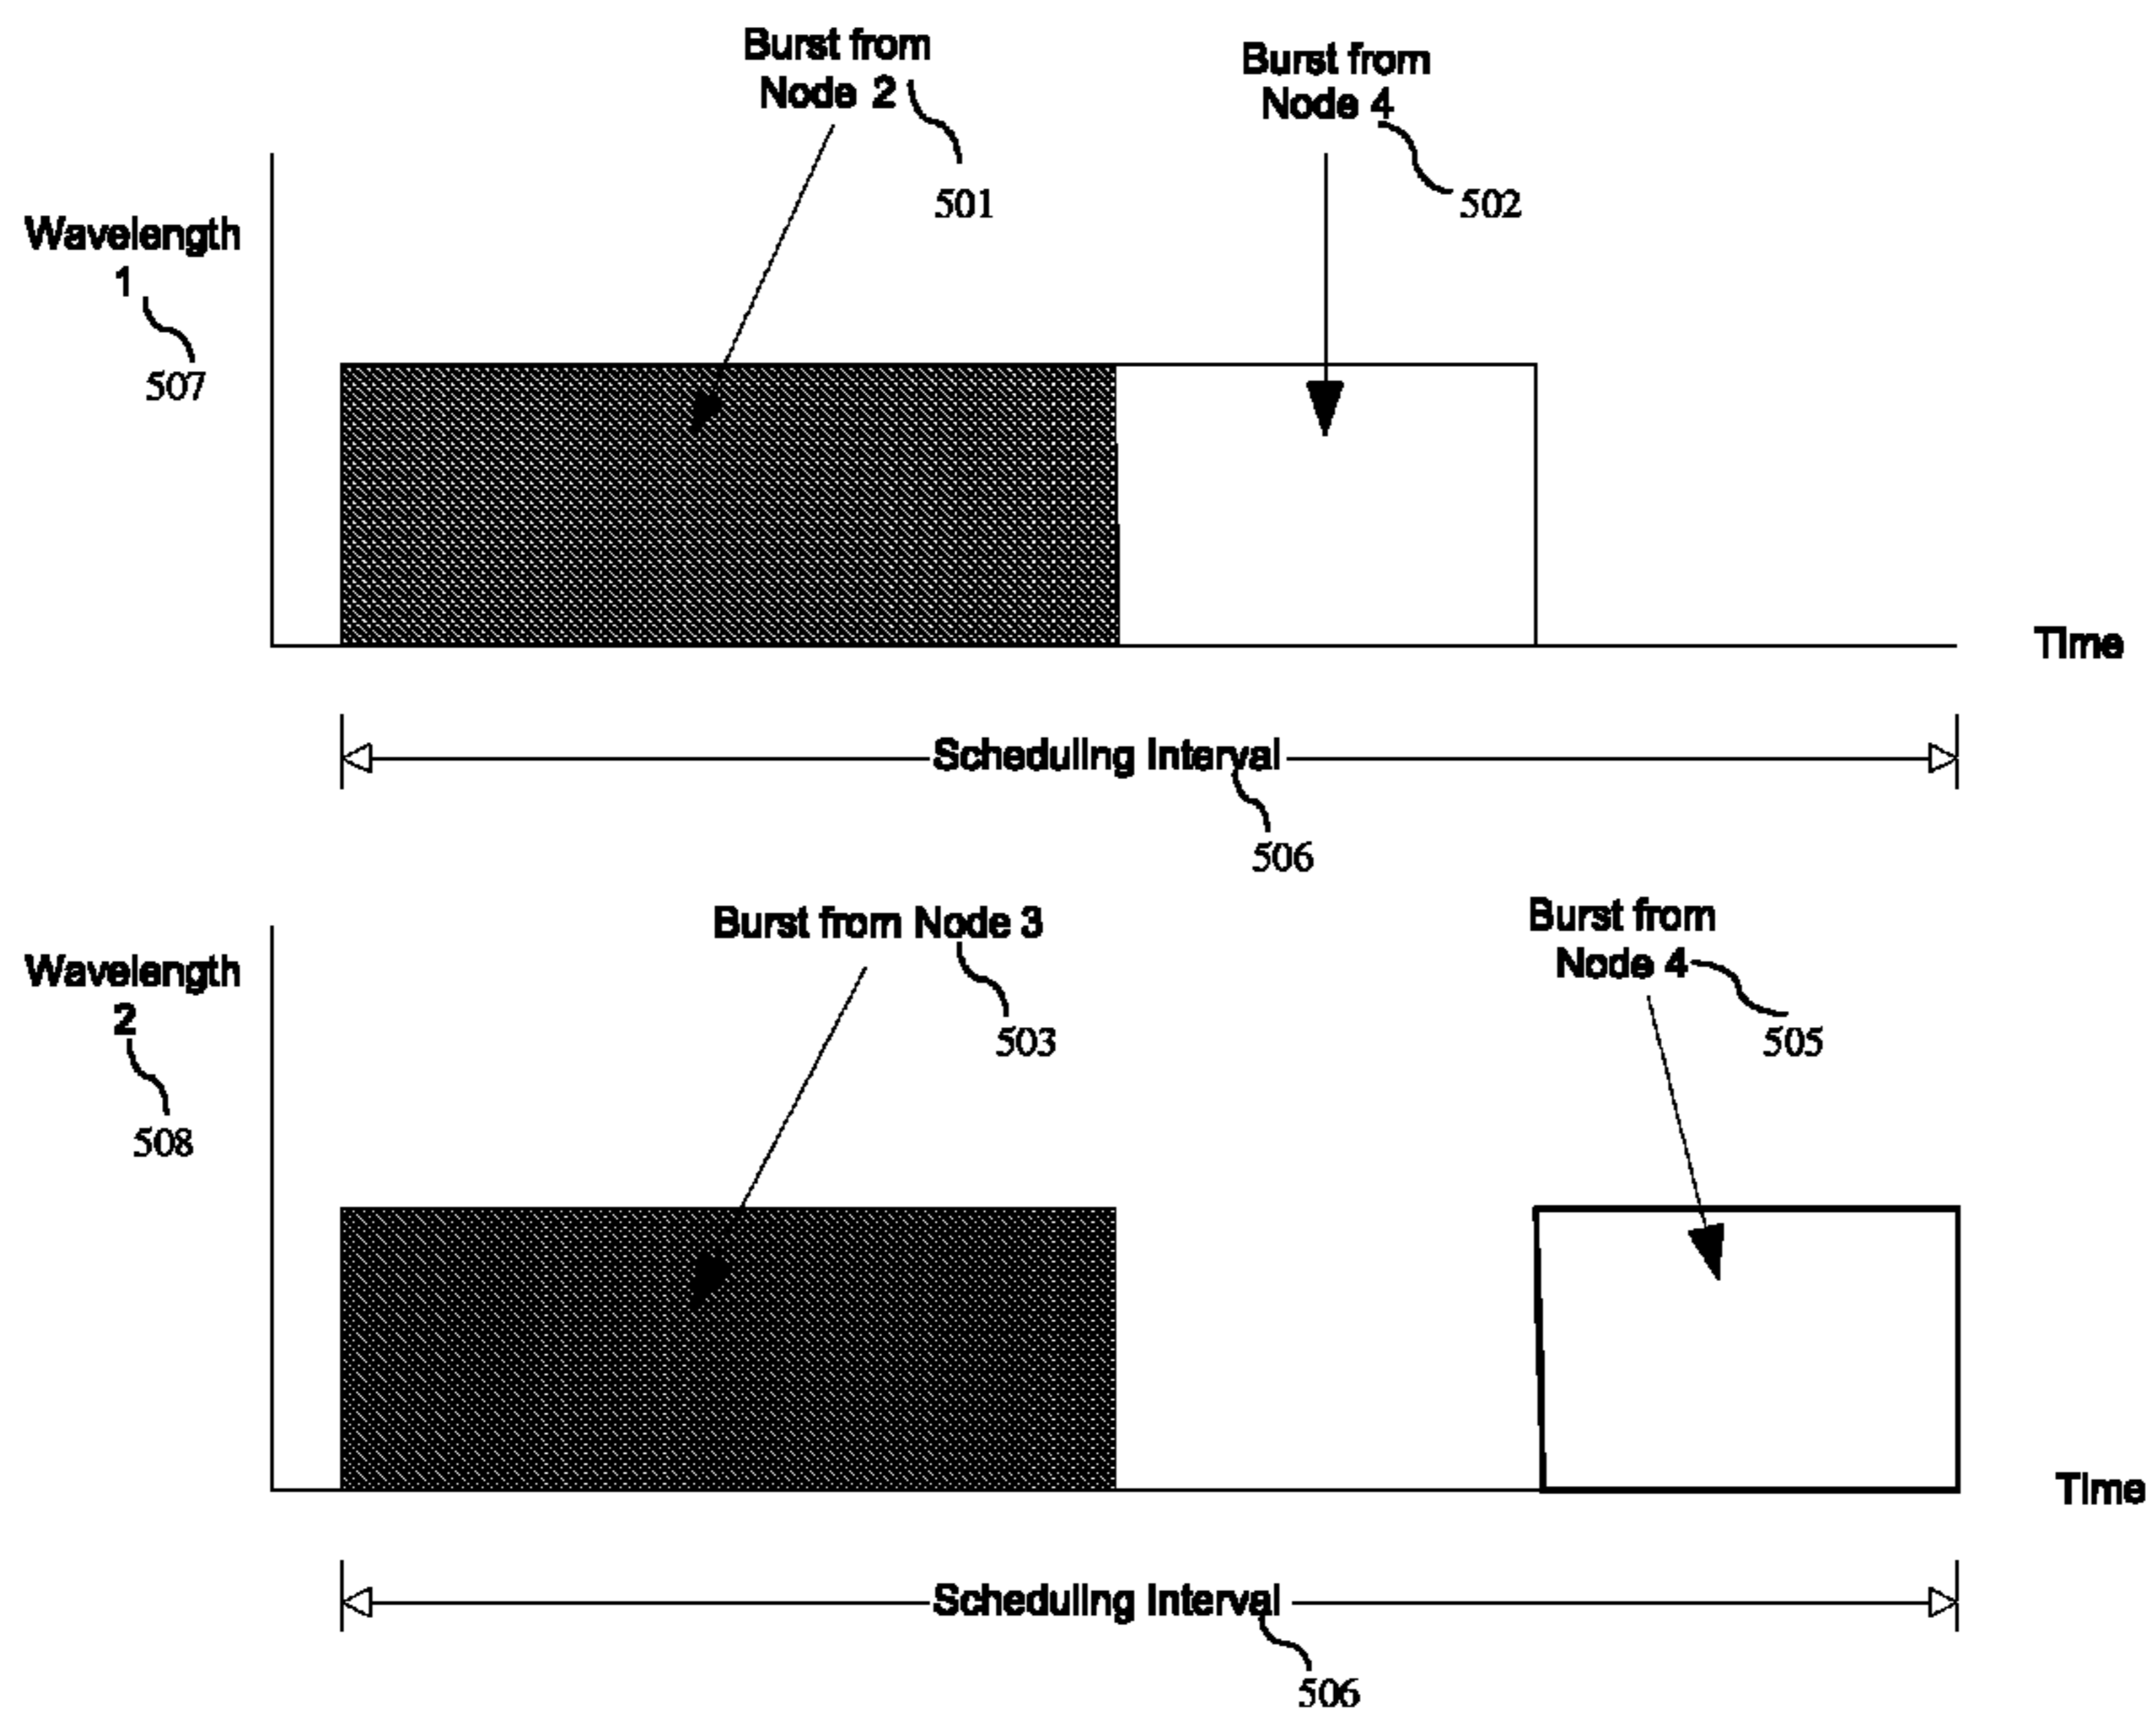 Burst from
Node 2
501
Burst from
Node 4
502
Wavelength
1
507
Time
Scheduling Interval
506
Burst from Node 3
503
Burst from
Node 4
505
Wavelength
2
508
Time
Scheduling Interval
506